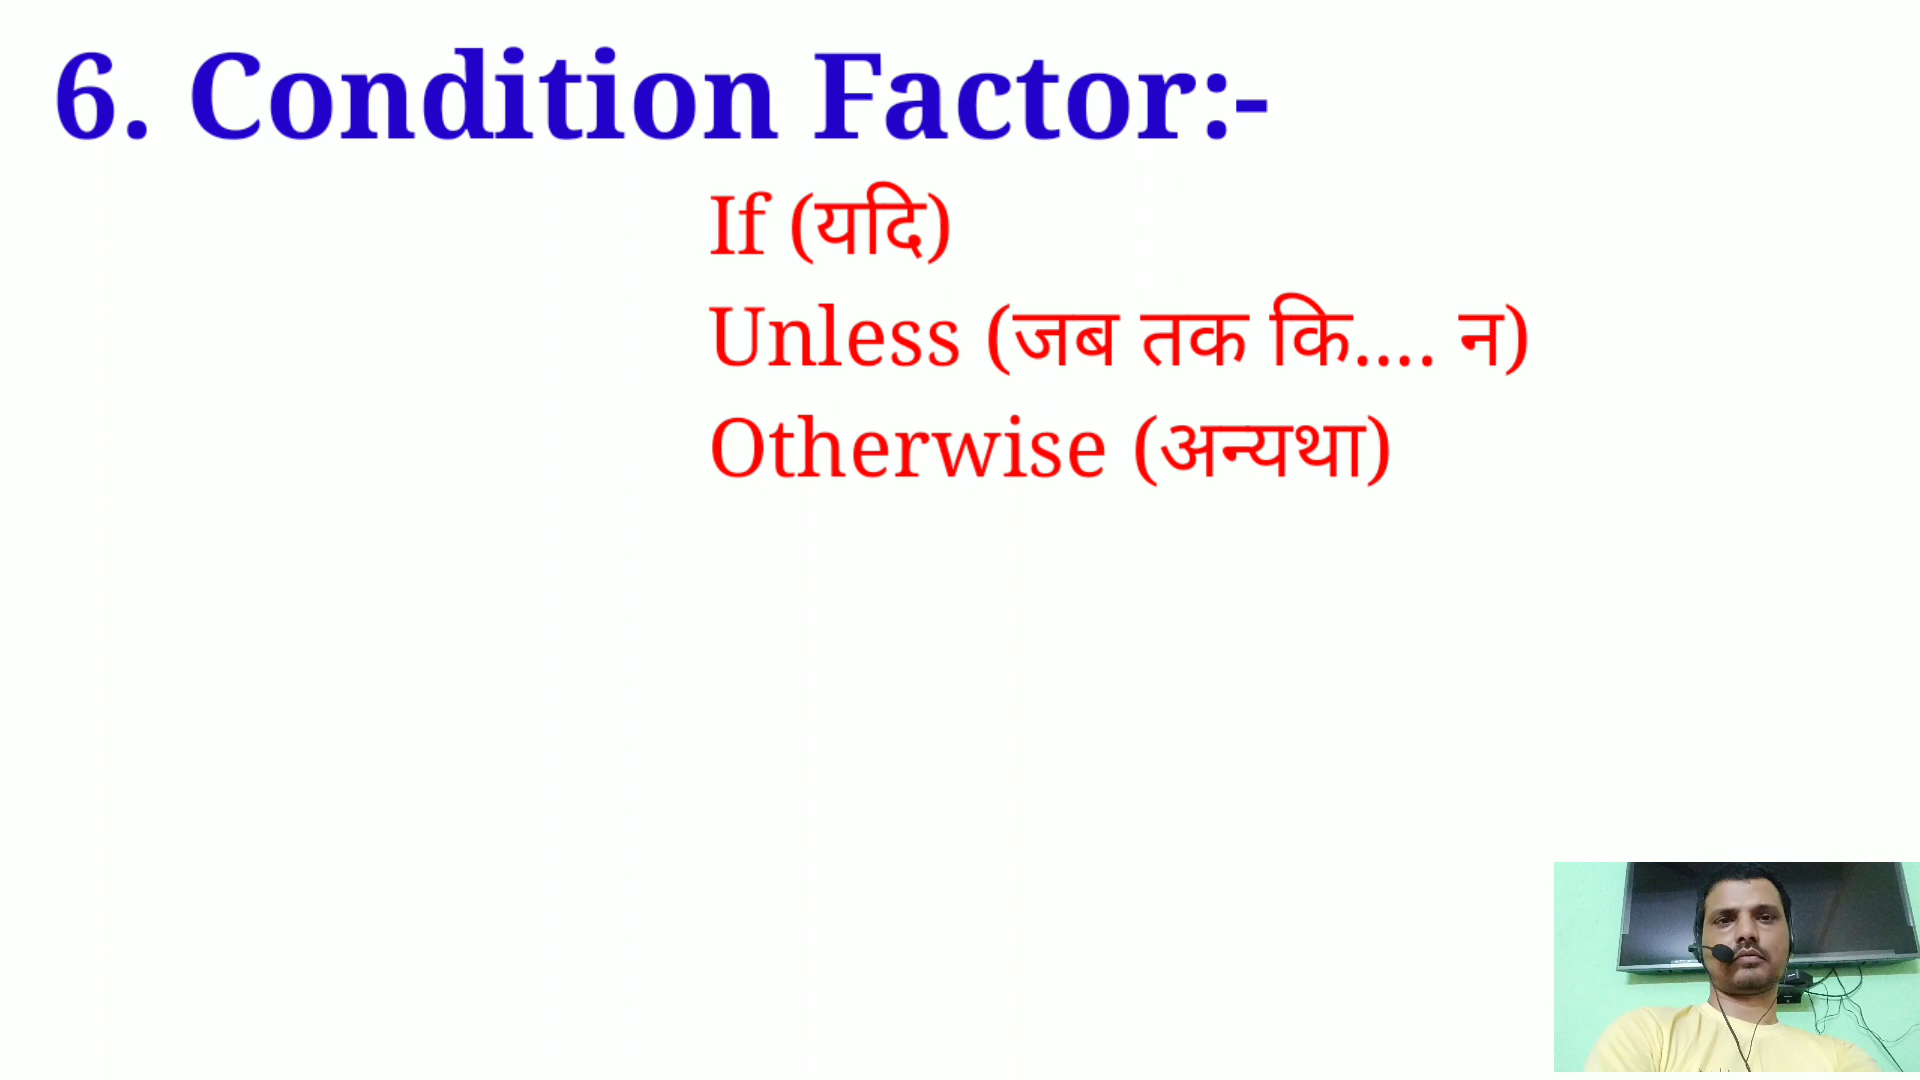 6. Condition Factor:-
If (यदि)
Unless (जब तक कि.... न)
Otherwise (अन्यथा)